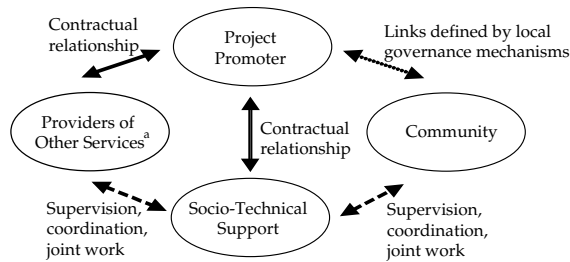 Contractual
relationship
Project
Promoter
Links defined by local
governance mechanisms
Providers of
Other Servicesᵃ
Contractual
relationship
Community
Supervision,
coordination,
joint work
Socio-Technical
Support
Supervision,
coordination,
joint work